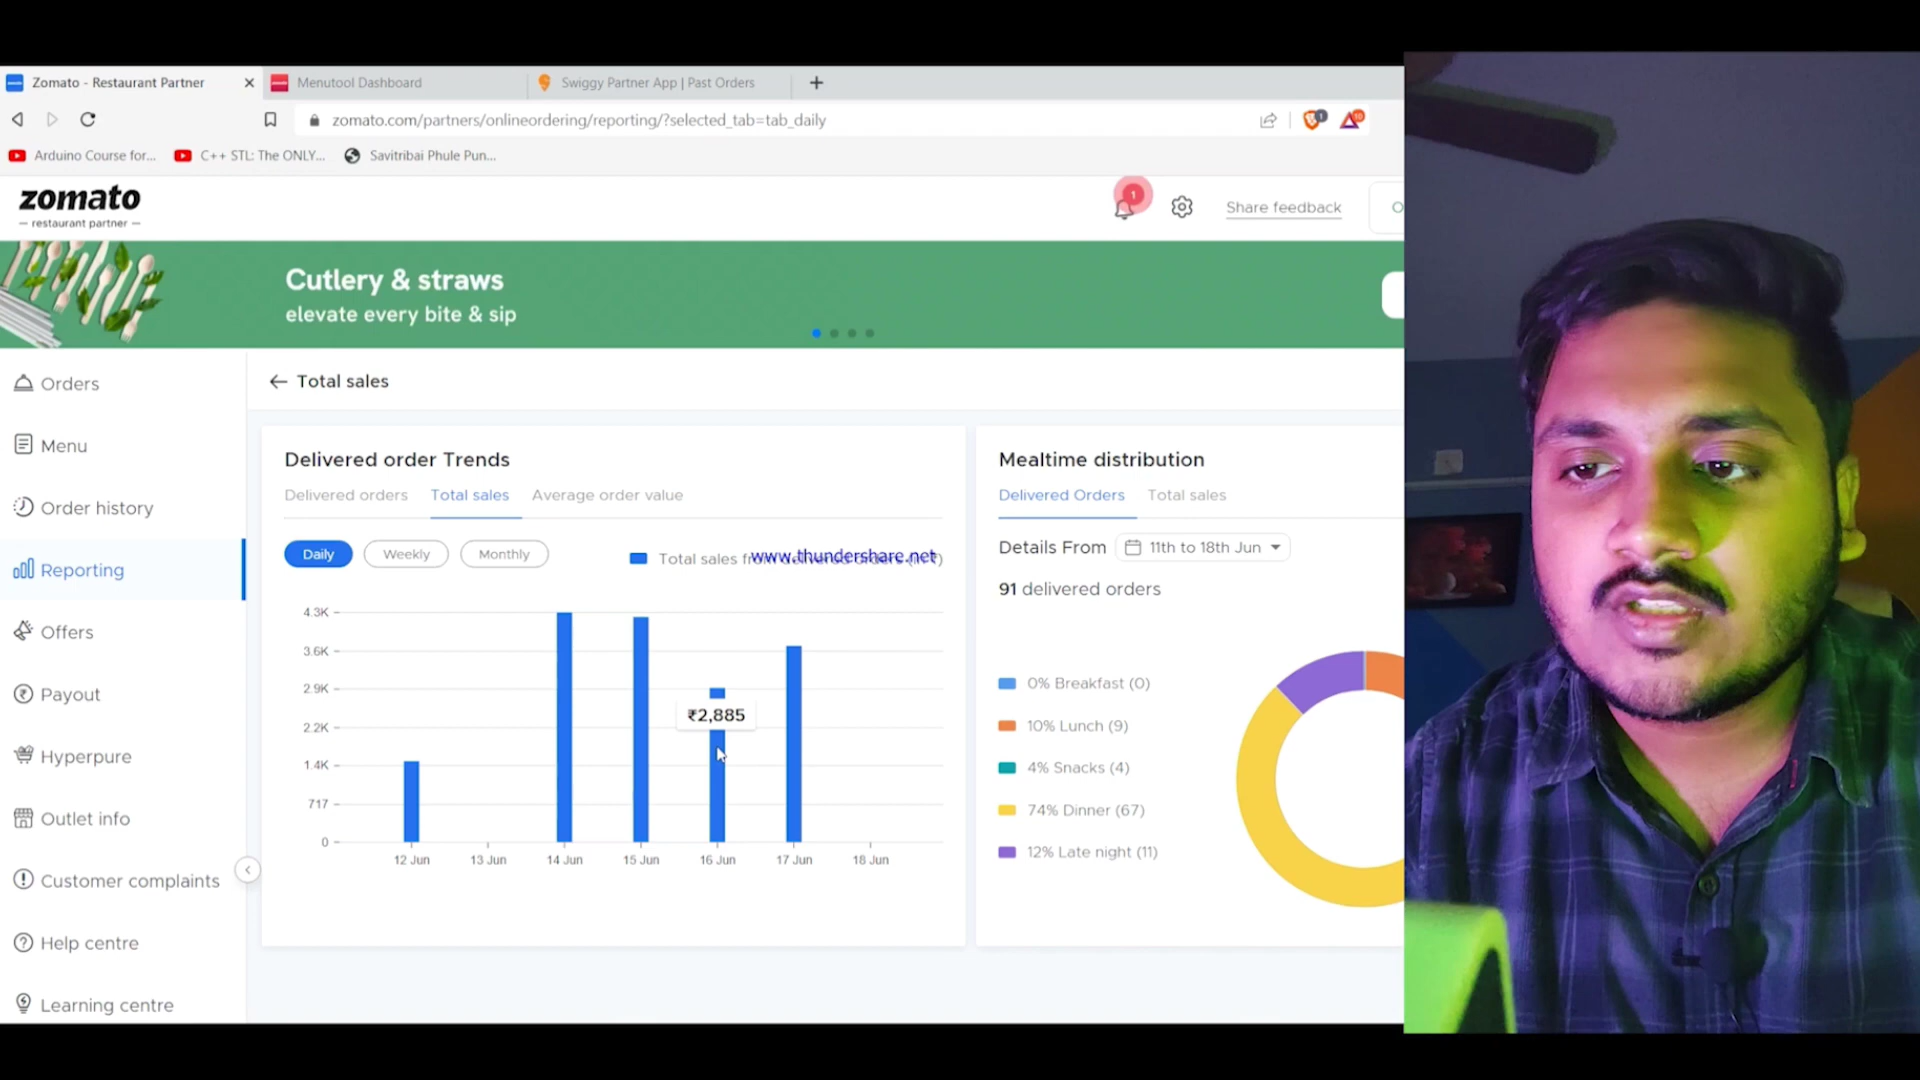 Zomato - Restaurant Partner
Menutool Dashboard
Swiggy Partner App | Past Orders
zomato.com/partners/onlineordering/reporting/?selected_tab=tab_daily
Arduino Course for...
C++ STL: The ONLY...
Savitribai Phule Pun...
zomato
restaurant partner
1
Share feedback
O
Cutlery & straws
elevate every bite & sip
Orders
Menu
Order history
Reporting
Offers
Payout
Hyperpure
Outlet info
Customer complaints
Help centre
Learning centre
Total sales
Delivered order Trends
Delivered orders
Total sales
Average order value
Daily
Weekly
Monthly
Total sales from delivered orders (in ₹)
www.thundershare.net
4.3K
3.6K
2.9K
2.2K
1.4K
717
0
₹2,885
12 Jun
13 Jun
14 Jun
15 Jun
16 Jun
17 Jun
18 Jun
Mealtime distribution
Delivered Orders
Total sales
Details From
11th to 18th Jun
91 delivered orders
0% Breakfast (0)
10% Lunch (9)
4% Snacks (4)
74% Dinner (67)
12% Late night (11)